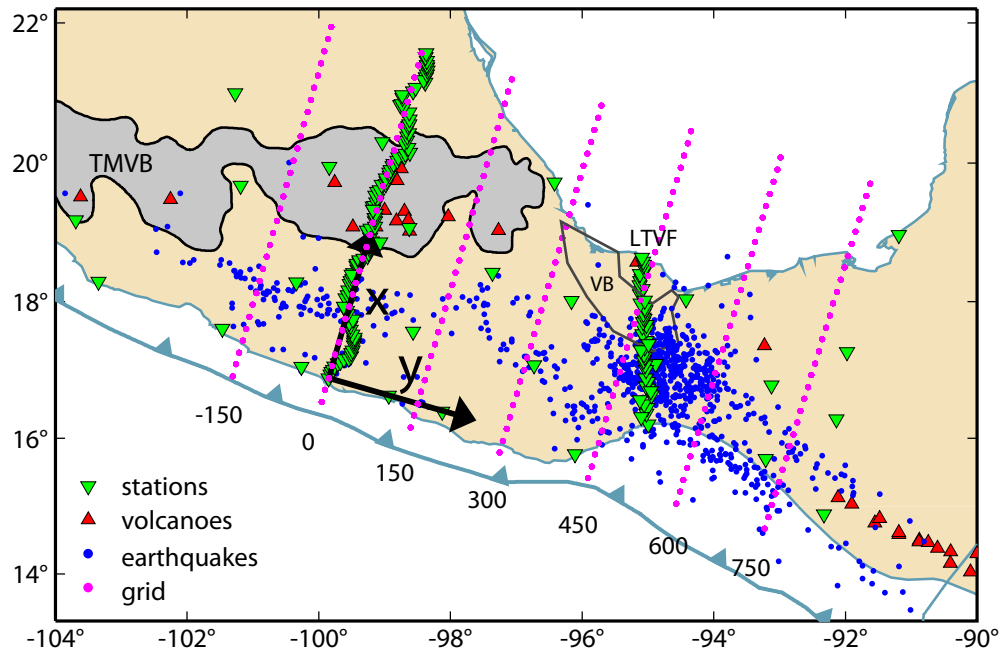 22°
20°
18°
16°
14°
TMVB
LTVF
VB
x
y
-150
0
150
300
450
600
750
stations
volcanoes
earthquakes
grid
-104°
-102°
-100°
-98°
-96°
-94°
-92°
-90°